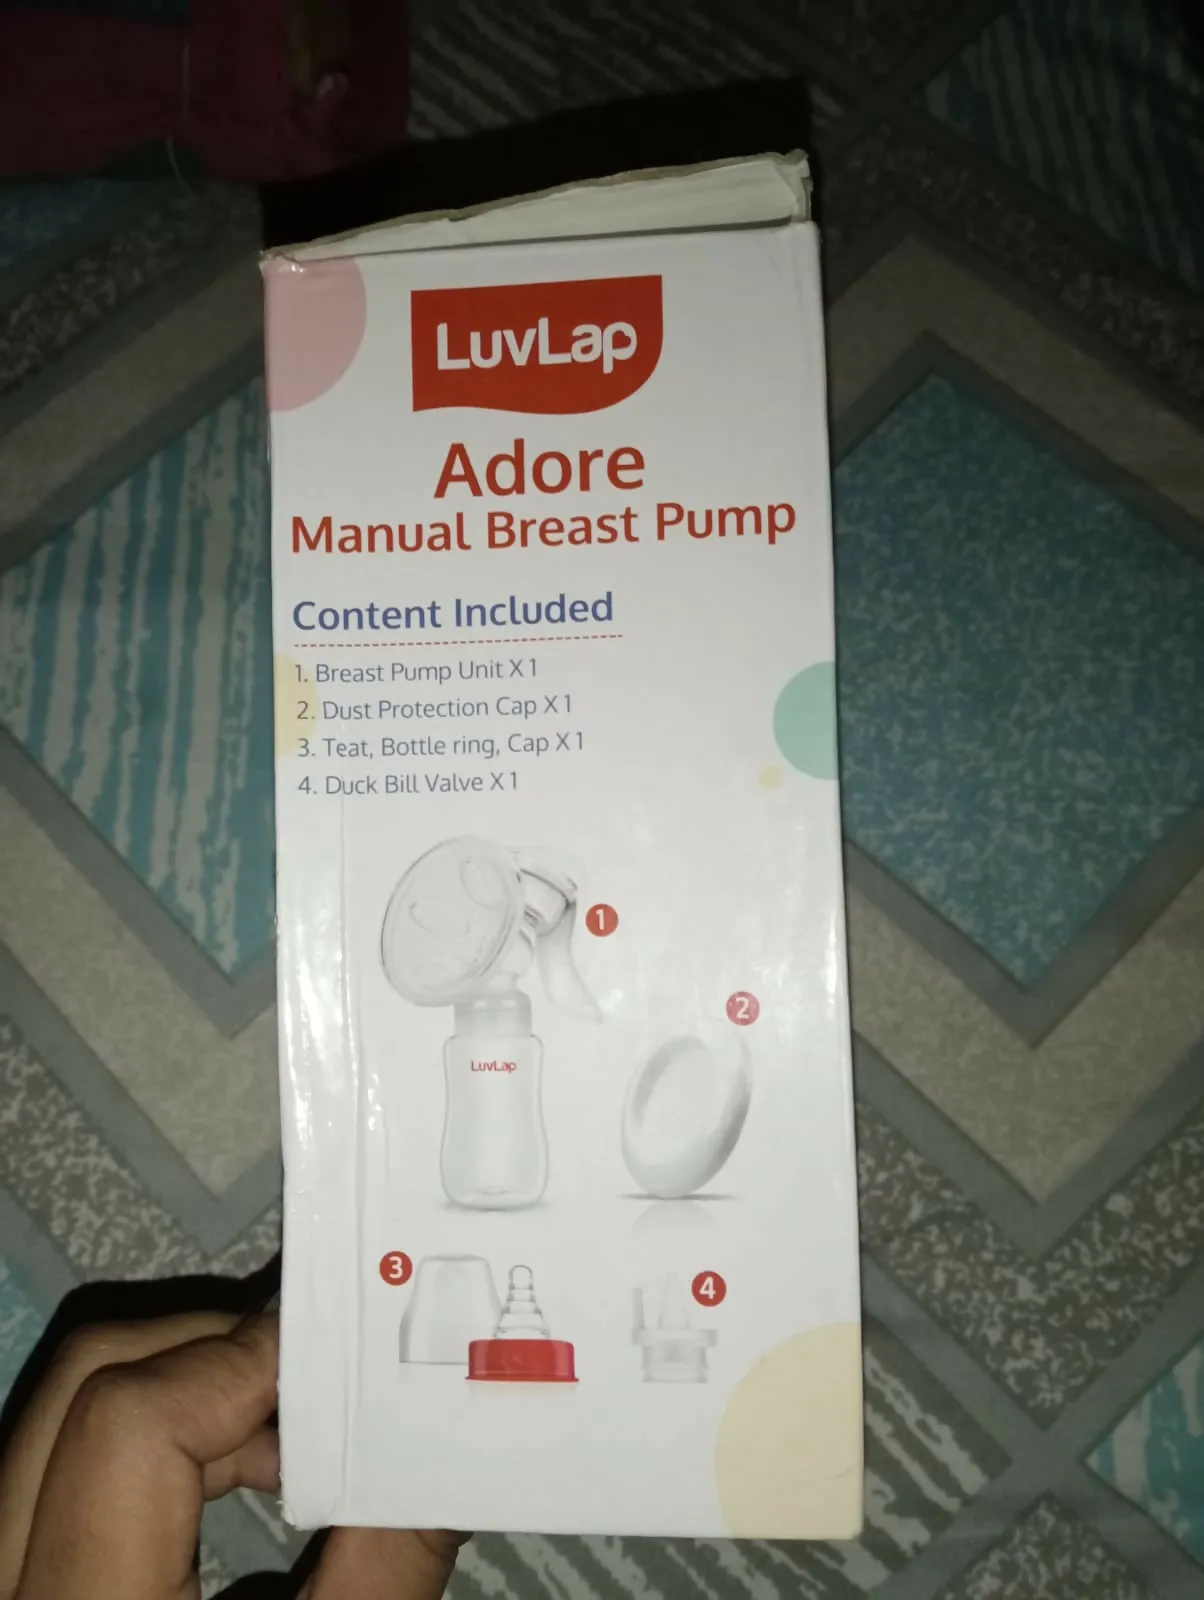 LuvLap
Adore
Manual Breast Pump
Content Included
1. Breast Pump Unit X 1
2. Dust Protection Cap X 1
3. Teat, Bottle ring, Cap X 1
4. Duck Bill Valve X 1
1
2
LuvLap
3
4